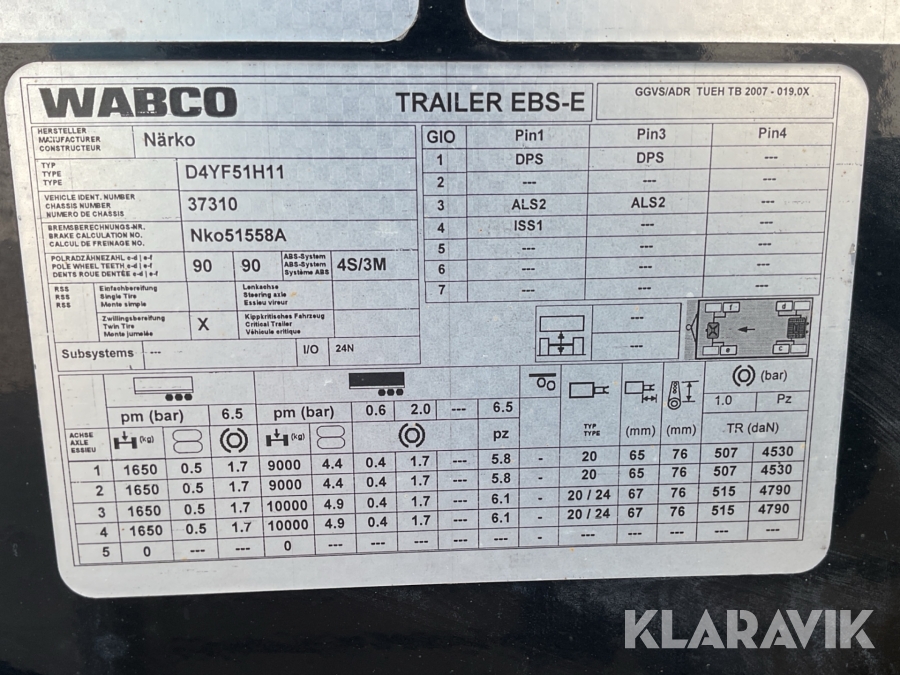 WABCO TRAILER EBS-E GGVS/ADR TUEH TB 2007 - 019.0X
HERSTELLER
MANUFACTURER
CONSTRUCTEUR
Närko
TYP
TYPE
TYPE
D4YF51H11
VEHICLE IDENT. NUMBER
CHASSIS NUMBER
NUMERO DE CHASSIS
37310
BREMSBERECHNUNGS-NR.
BRAKE CALCULATION NO.
CALCUL DE FREINAGE NO.
Nko51558A
POLRADZÄHNEZAHL c-d | e-f
POLE WHEEL TEETH c-d | e-f
DENTS ROUE DENTÉE c-d | e-f
90 90
ABS-System
ABS-System
Système ABS
4S/3M
RSS
RSS
RSS
Einfachbereifung
Single Tire
Monte simple
Lenkachse
Steering axle
Essieu vireur
Zwillingsbereifung
Twin Tire
Monte jumelée
X
Kippkritisches Fahrzeug
Critical Trailer
Véhicule critique
Subsystems --- I/O 24N
GIO Pin1 Pin3 Pin4
1 DPS DPS ---
2 --- --- ---
3 ALS2 ALS2 ---
4 ISS1 --- ---
5 --- --- ---
6 --- --- ---
7 --- --- ---
---
---
f d
e c
pm (bar) 6.5 pm (bar) 0.6 2.0 --- 6.5 (bar)
1.0 Pz
ACHSE
AXLE
ESSIEU
(kg) (kg) pz TYP
TYPE
(mm) (mm) TR (daN)
1 1650 0.5 1.7 9000 4.4 0.4 1.7 --- 5.8 - 20 65 76 507 4530
2 1650 0.5 1.7 9000 4.4 0.4 1.7 --- 5.8 - 20 65 76 507 4530
3 1650 0.5 1.7 10000 4.9 0.4 1.7 --- 6.1 - 20 / 24 67 76 515 4790
4 1650 0.5 1.7 10000 4.9 0.4 1.7 --- 6.1 - 20 / 24 67 76 515 4790
5 0 --- --- 0 --- --- --- --- --- - --- --- --- --- ---
KLARAVIK